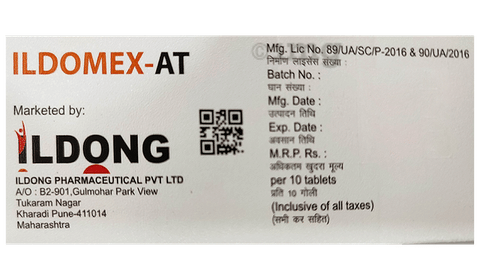 ILDOMEX-AT
Marketed by:
ILDONG
ILDONG PHARMACEUTICAL PVT LTD
A/O : B2-901,Gulmohar Park View
Tukaram Nagar
Kharadi Pune-411014
Maharashtra
Mfg. Lic No. 89/UA/SC/P-2016 & 90/UA/2016
निर्माण लाइसेंस संख्या :
Batch No. :
घान संख्या :
Mfg. Date :
उत्पादन तिथि
Exp. Date :
अवसान तिथि
M.R.P. Rs. :
अधिकतम खुदरा मूल्य
per 10 tablets
प्रति 10 गोली
(Inclusive of all taxes)
(सभी कर सहित)